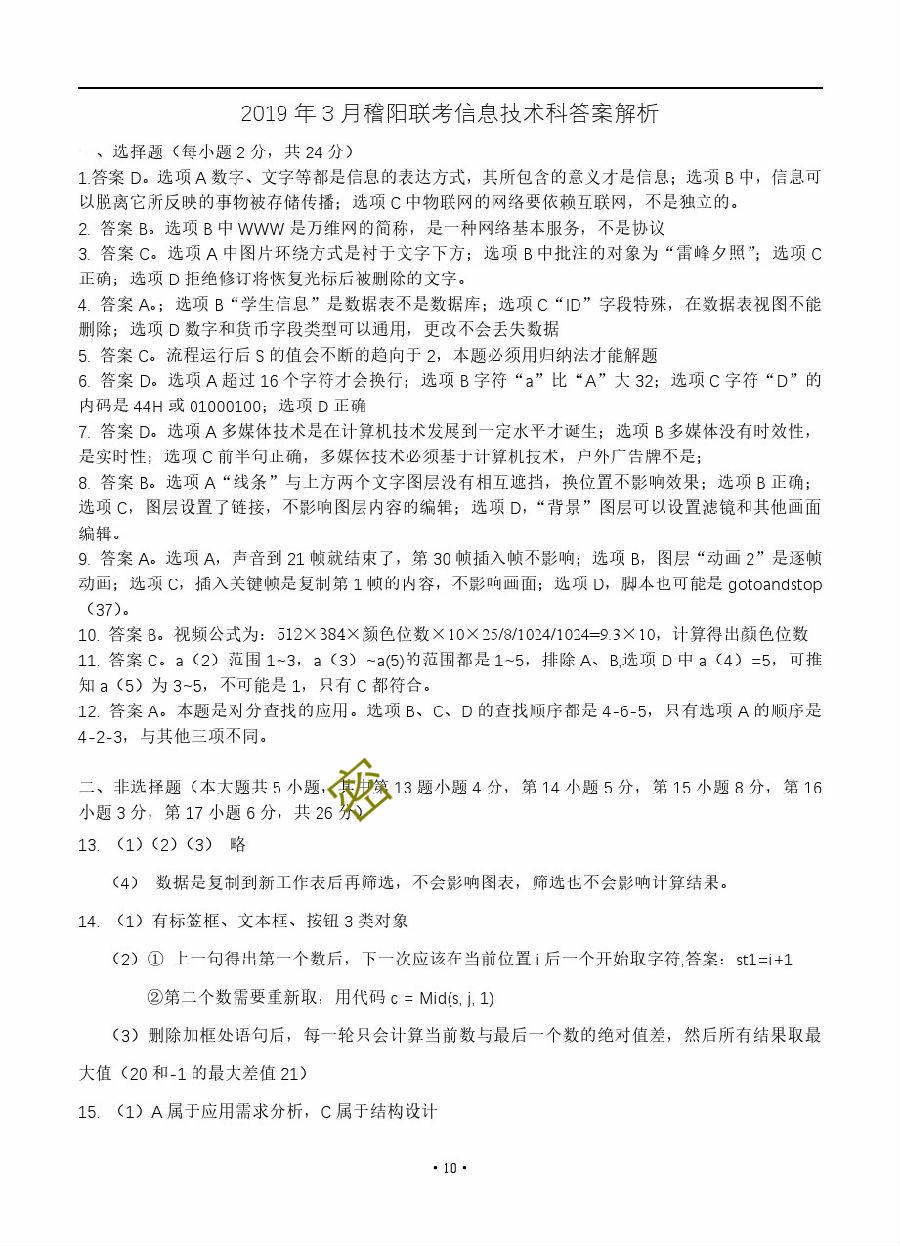 2019 年 3 月稽阳联考信息技术科答案解析
、选择题（每小题 2 分，共 24 分）
1.答案 D。选项 A 数字、文字等都是信息的表达方式，其所包含的意义才是信息；选项 B 中，信息可
以脱离它所反映的事物被存储传播；选项 C 中物联网的网络要依赖互联网，不是独立的。
2. 答案 B。选项 B 中 WWW 是万维网的简称，是一种网络基本服务，不是协议
3. 答案 C。选项 A 中图片环绕方式是衬于文字下方；选项 B 中批注的对象为“雷峰夕照”；选项 C
正确；选项 D 拒绝修订将恢复光标后被删除的文字。
4. 答案 A。；选项 B“学生信息”是数据表不是数据库；选项 C“ID”字段特殊，在数据表视图不能
删除；选项 D 数字和货币字段类型可以通用，更改不会丢失数据
5. 答案 C。流程运行后 S 的值会不断的趋向于 2，本题必须用归纳法才能解题
6. 答案 D。选项 A 超过 16 个字符才会换行；选项 B 字符“a”比“A”大 32；选项 C 字符“D”的
内码是 44H 或 01000100；选项 D 正确
7. 答案 D。选项 A 多媒体技术是在计算机技术发展到一定水平才诞生；选项 B 多媒体没有时效性，
是实时性；选项 C 前半句正确，多媒体技术必须基于计算机技术，户外广告牌不是；
8. 答案 B。选项 A“线条”与上方两个文字图层没有相互遮挡，换位置不影响效果；选项 B 正确；
选项 C，图层设置了链接，不影响图层内容的编辑；选项 D，“背景”图层可以设置滤镜和其他画面
编辑。
9. 答案 A。选项 A，声音到 21 帧就结束了，第 30 帧插入帧不影响；选项 B，图层“动画 2”是逐帧
动画；选项 C，插入关键帧是复制第 1 帧的内容，不影响画面；选项 D，脚本也可能是 gotoandstop
（37）。
10. 答案 B。视频公式为：512×384×颜色位数×10×25/8/1024/1024=9.3×10，计算得出颜色位数
11. 答案 C。a（2）范围 1~3，a（3）~a(5)的范围都是 1~5，排除 A、B,选项 D 中 a（4）=5，可推
知 a（5）为 3~5，不可能是 1，只有 C 都符合。
12. 答案 A。本题是对分查找的应用。选项 B、C、D 的查找顺序都是 4-6-5，只有选项 A 的顺序是
4-2-3，与其他三项不同。
二、非选择题（本大题共 5 小题，其中第 13 题小题 4 分，第 14 小题 5 分，第 15 小题 8 分，第 16
小题 3 分，第 17 小题 6 分，共 26 分）
密
13. （1）（2）（3） 略
（4） 数据是复制到新工作表后再筛选，不会影响图表，筛选也不会影响计算结果。
14. （1）有标签框、文本框、按钮 3 类对象
（2）① 上一句得出第一个数后，下一次应该在当前位置 i 后一个开始取字符,答案：st1=i+1
②第二个数需要重新取，用代码 c = Mid(s, j, 1)
（3）删除加框处语句后，每一轮只会计算当前数与最后一个数的绝对值差，然后所有结果取最
大值（20 和-1 的最大差值 21）
15. （1）A 属于应用需求分析，C 属于结构设计
• 10 •